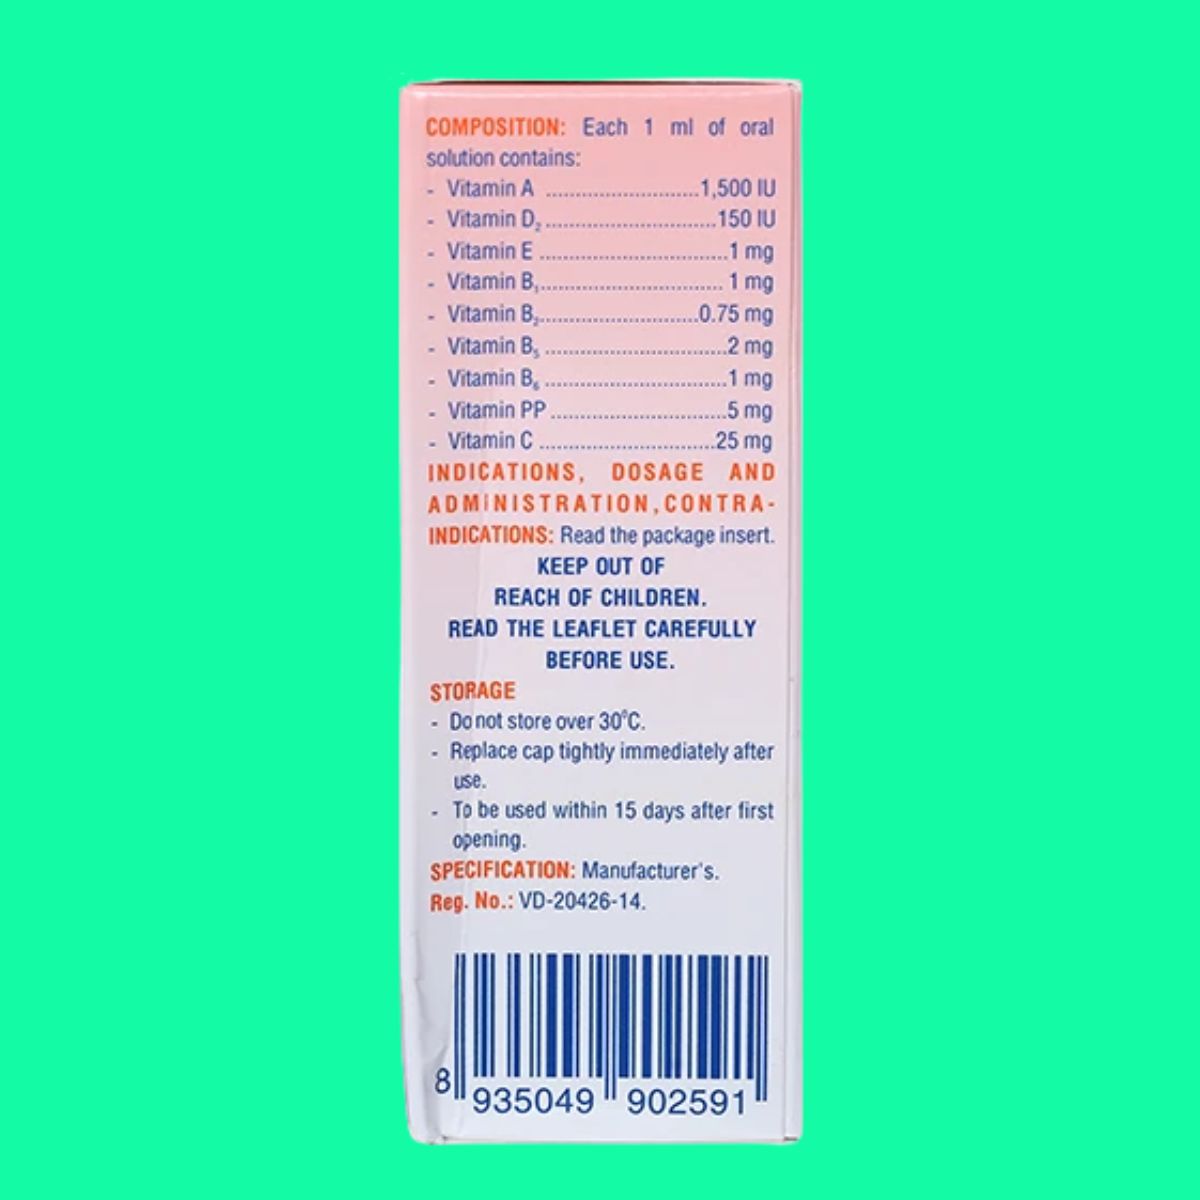 COMPOSITION: Each 1 ml of oral
solution contains:
- Vitamin A ............................1,500 IU
- Vitamin D₂...............................150 IU
- Vitamin E ..................................1 mg
- Vitamin B₁................................. 1 mg
- Vitamin B₂............................0.75 mg
- Vitamin B₅ .................................2 mg
- Vitamin B₆ .................................1 mg
- Vitamin PP ................................5 mg
- Vitamin C ................................25 mg
INDICATIONS, DOSAGE AND
ADMINISTRATION,CONTRA-
INDICATIONS: Read the package insert.
KEEP OUT OF
REACH OF CHILDREN.
READ THE LEAFLET CAREFULLY
BEFORE USE.
STORAGE
- Do not store over 30°C.
- Replace cap tightly immediately after
use.
- To be used within 15 days after first
opening.
SPECIFICATION: Manufacturer's.
Reg. No.: VD-20426-14.
8 935049 902591